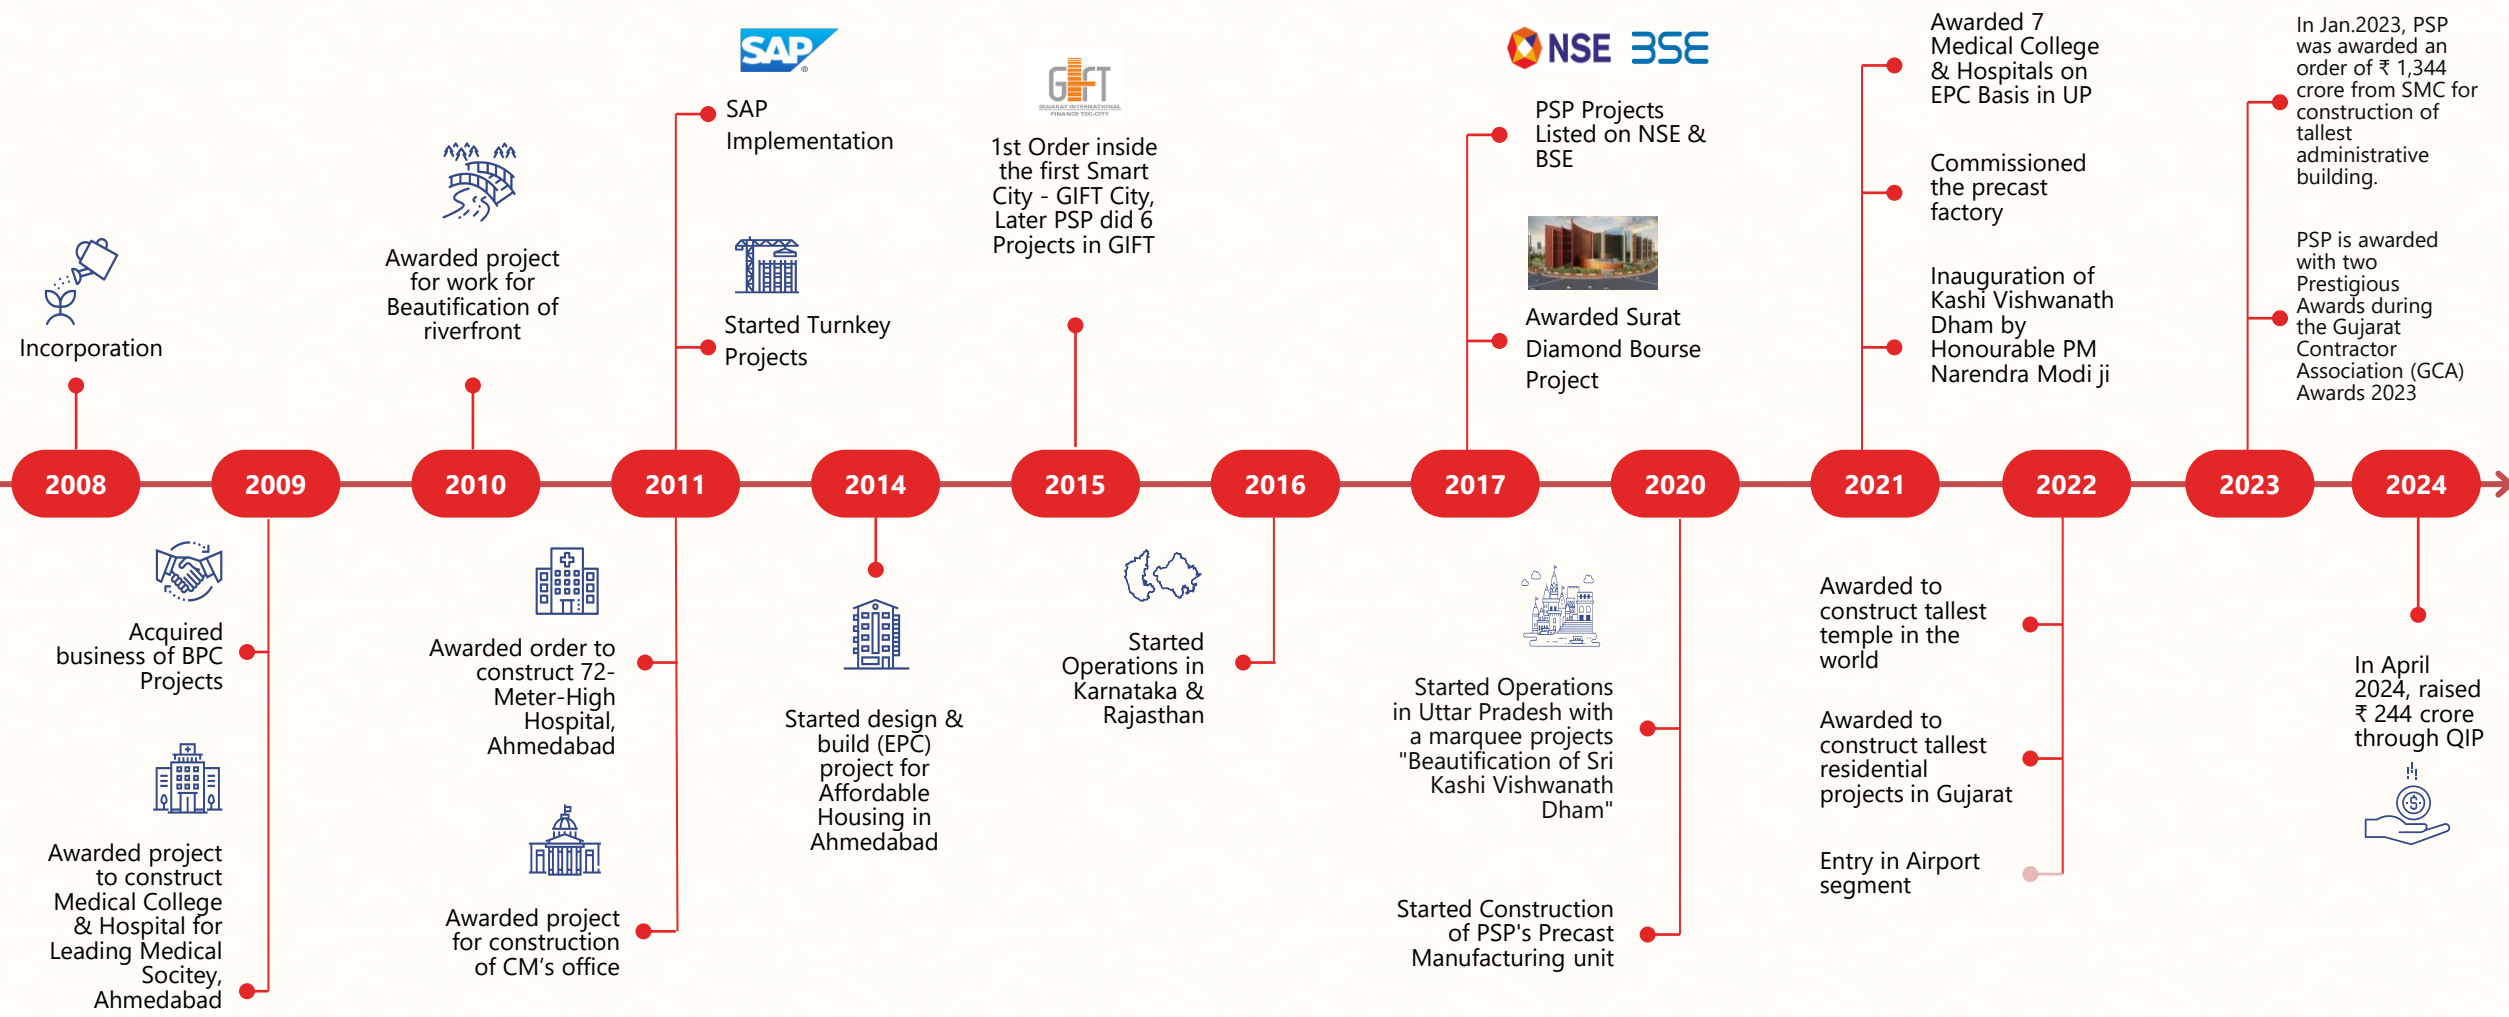 SAP
SAP
Implementation
Started Turnkey
Projects
GIFT
GUJARAT INTERNATIONAL
FINANCE TEC-CITY
1st Order inside
the first Smart
City - GIFT City,
Later PSP did 6
Projects in GIFT
NSE BSE
PSP Projects
Listed on NSE &
BSE
Awarded Surat
Diamond Bourse
Project
Awarded 7
Medical College
& Hospitals on
EPC Basis in UP
Commissioned
the precast
factory
Inauguration of
Kashi Vishwanath
Dham by
Honourable PM
Narendra Modi ji
In Jan.2023, PSP
was awarded an
order of ₹ 1,344
crore from SMC for
construction of
tallest
administrative
building.
PSP is awarded
with two
Prestigious
Awards during
the Gujarat
Contractor
Association (GCA)
Awards 2023
Incorporation
Awarded project
for work for
Beautification of
riverfront
2008 2009 2010 2011 2014 2015 2016 2017 2020 2021 2022 2023 2024
Acquired
business of BPC
Projects
Awarded project
to construct
Medical College
& Hospital for
Leading Medical
Socitey,
Ahmedabad
Awarded order to
construct 72-
Meter-High
Hospital,
Ahmedabad
Awarded project
for construction
of CM's office
Started design &
build (EPC)
project for
Affordable
Housing in
Ahmedabad
Started
Operations in
Karnataka &
Rajasthan
Started Operations
in Uttar Pradesh with
a marquee projects
"Beautification of Sri
Kashi Vishwanath
Dham"
Started Construction
of PSP's Precast
Manufacturing unit
Awarded to
construct tallest
temple in the
world
Awarded to
construct tallest
residential
projects in Gujarat
Entry in Airport
segment
In April
2024, raised
₹ 244 crore
through QIP